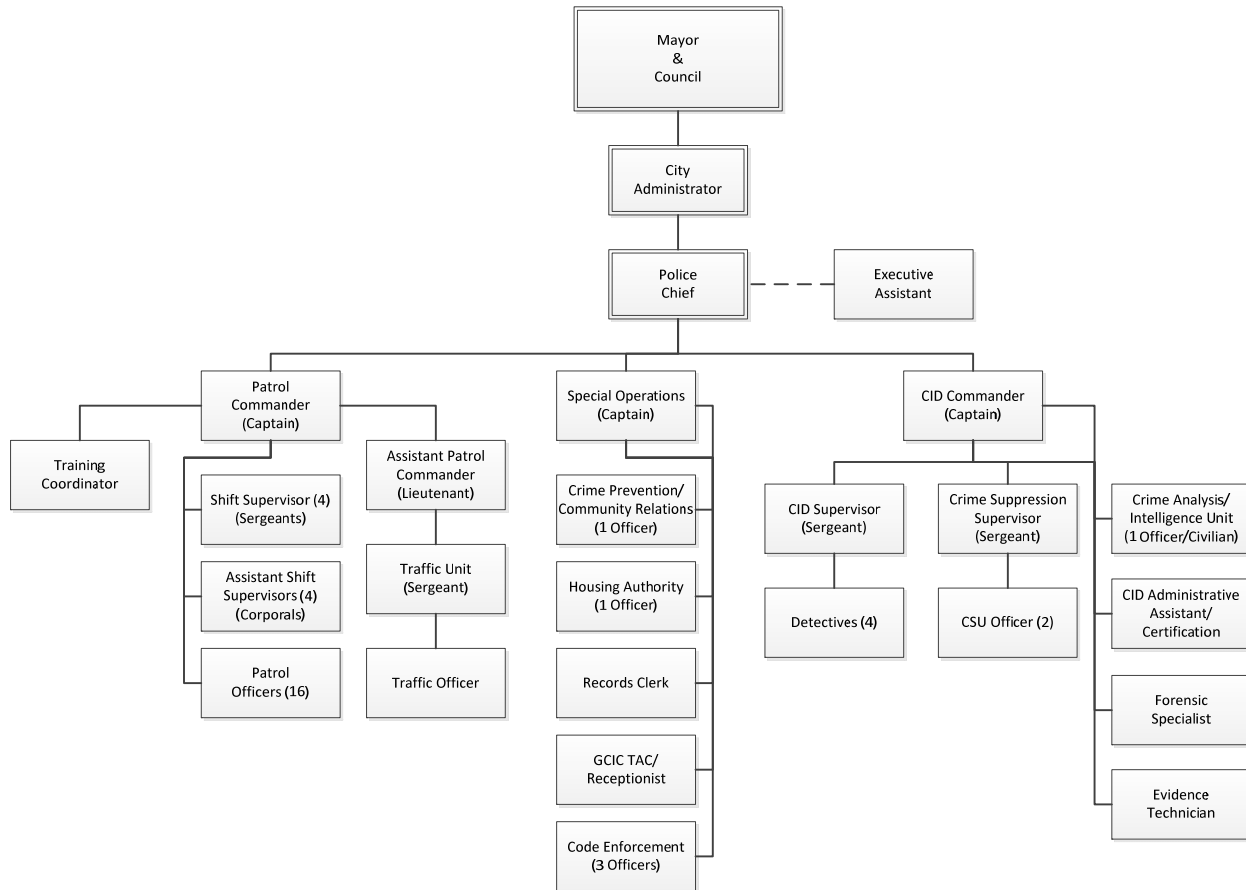 Mayor
&
Council
City
Administrator
Police
Chief
Executive
Assistant
Patrol
Commander
(Captain)
Special Operations
(Captain)
CID Commander
(Captain)
Training
Coordinator
Assistant Patrol
Commander
(Lieutenant)
Shift Supervisor (4)
(Sergeants)
Crime Prevention/
Community Relations
(1 Officer)
CID Supervisor
(Sergeant)
Crime Suppression
Supervisor
(Sergeant)
Crime Analysis/
Intelligence Unit
(1 Officer/Civilian)
Assistant Shift
Supervisors (4)
(Corporals)
Traffic Unit
(Sergeant)
Housing Authority
(1 Officer)
Detectives (4)
CSU Officer (2)
CID Administrative
Assistant/
Certification
Patrol
Officers (16)
Traffic Officer
Records Clerk
Forensic
Specialist
GCIC TAC/
Receptionist
Evidence
Technician
Code Enforcement
(3 Officers)